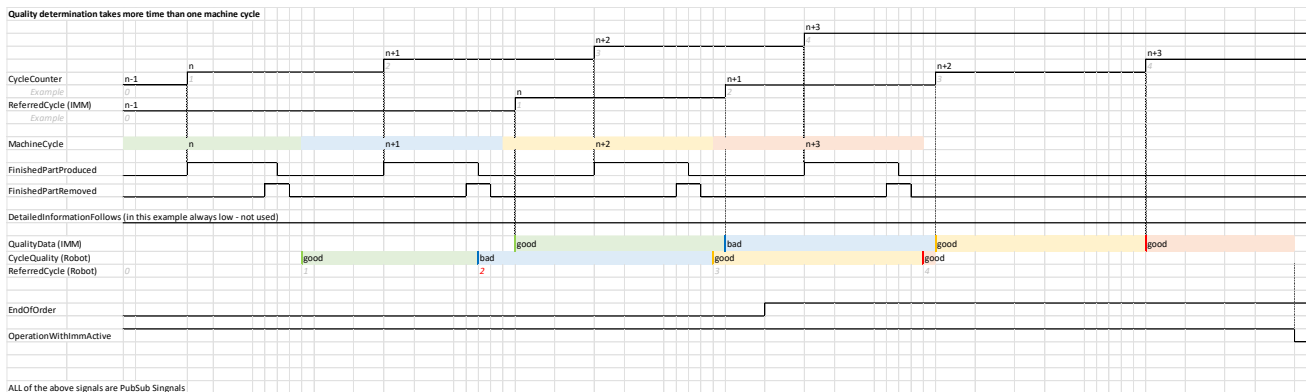 Quality determination takes more time than one machine cycle
n+3
4
n+2
3
n+1 n+3
2 4
n n+2
CycleCounter n-1 1 n+1 3
Example 0 2
ReferredCycle (IMM) n-1 n
Example 0 1
MachineCycle n n+1 n+2 n+3
FinishedPartProduced
FinishedPartRemoved
DetailedInformationFollows (in this example always low - not used)
QualityData (IMM) good bad good good
CycleQuality (Robot) good bad good good
ReferredCycle (Robot) 0 1 2 3 4
EndOfOrder
OperationWithImmActive
ALL of the above signals are PubSub Singnals